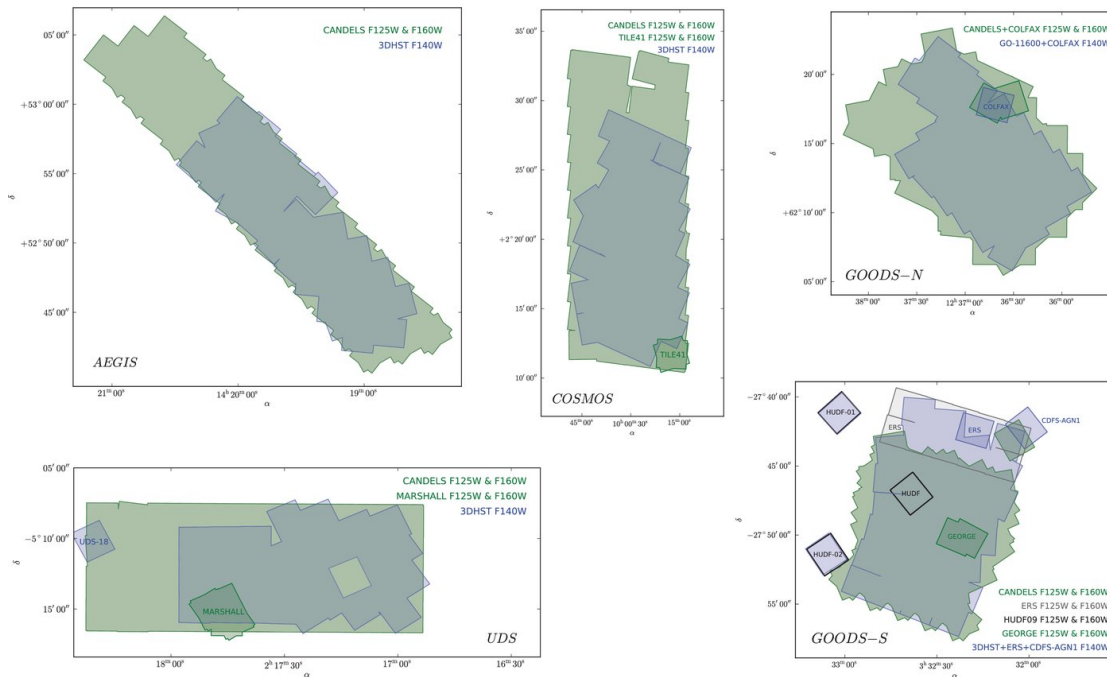 CANDELS F125W & F160W
3DHST F140W
05′ 00″
+53° 00′ 00″
55′ 00″
+52° 50′ 00″
45′ 00″
δ
AEGIS
21ᵐ 00ˢ
14ʰ 20ᵐ 00ˢ
19ᵐ 00ˢ
α
CANDELS F125W & F160W
TILE41 F125W & F160W
3DHST F140W
35′ 00″
30′ 00″
25′ 00″
+2° 20′ 00″
15′ 00″
10′ 00″
δ
TILE41
COSMOS
45ˢ 00ˢ
10ʰ 00ᵐ 30ˢ
15ˢ 00ˢ
α
CANDELS+COLFAX F125W & F160W
GO-11600+COLFAX F140W
20′ 00″
COLFAX
15′ 00″
+62° 10′ 00″
05′ 00″
δ
GOODS−N
38ᵐ 00ˢ
37ᵐ 30ˢ
12ʰ 37ᵐ 00ˢ
36ᵐ 30ˢ
36ᵐ 00ˢ
α
CANDELS F125W & F160W
MARSHALL F125W & F160W
3DHST F140W
05′ 00″
−5° 10′ 00″
15′ 00″
δ
UDS-18
MARSHALL
UDS
18ᵐ 00ˢ
2ʰ 17ᵐ 30ˢ
17ᵐ 00ˢ
16ᵐ 30ˢ
α
−27° 40′ 00″
45′ 00″
−27° 50′ 00″
55′ 00″
δ
HUDF-01
ERS
ERS
CDFS-AGN1
HUDF
GEORGE
HUDF-02
CANDELS F125W & F160W
ERS F125W & F160W
HUDF09 F125W & F160W
GEORGE F125W & F160W
3DHST+ERS+CDFS-AGN1 F140W
GOODS−S
33ᵐ 00ˢ
3ʰ 32ᵐ 30ˢ
32ᵐ 00ˢ
α